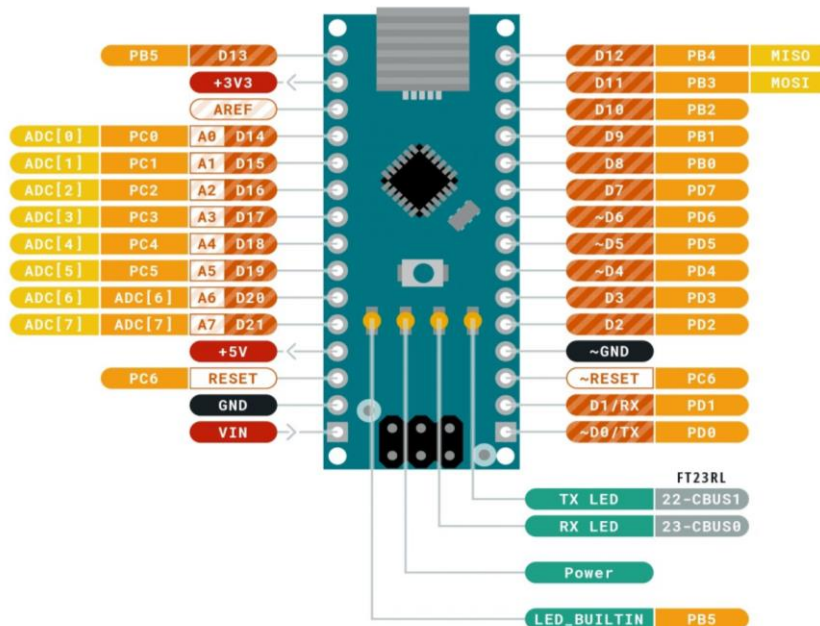 PB5 D13 D12 PB4 MISO
+3V3 D11 PB3 MOSI
AREF D10 PB2
ADC[0] PC0 A0 D14 D9 PB1
ADC[1] PC1 A1 D15 D8 PB0
ADC[2] PC2 A2 D16 D7 PD7
ADC[3] PC3 A3 D17 ~D6 PD6
ADC[4] PC4 A4 D18 ~D5 PD5
ADC[5] PC5 A5 D19 ~D4 PD4
ADC[6] ADC[6] A6 D20 D3 PD3
ADC[7] ADC[7] A7 D21 D2 PD2
+5V ~GND
PC6 RESET ~RESET PC6
GND D1/RX PD1
VIN ~D0/TX PD0
FT23RL
TX LED 22-CBUS1
RX LED 23-CBUS0
Power
LED_BUILTIN PB5